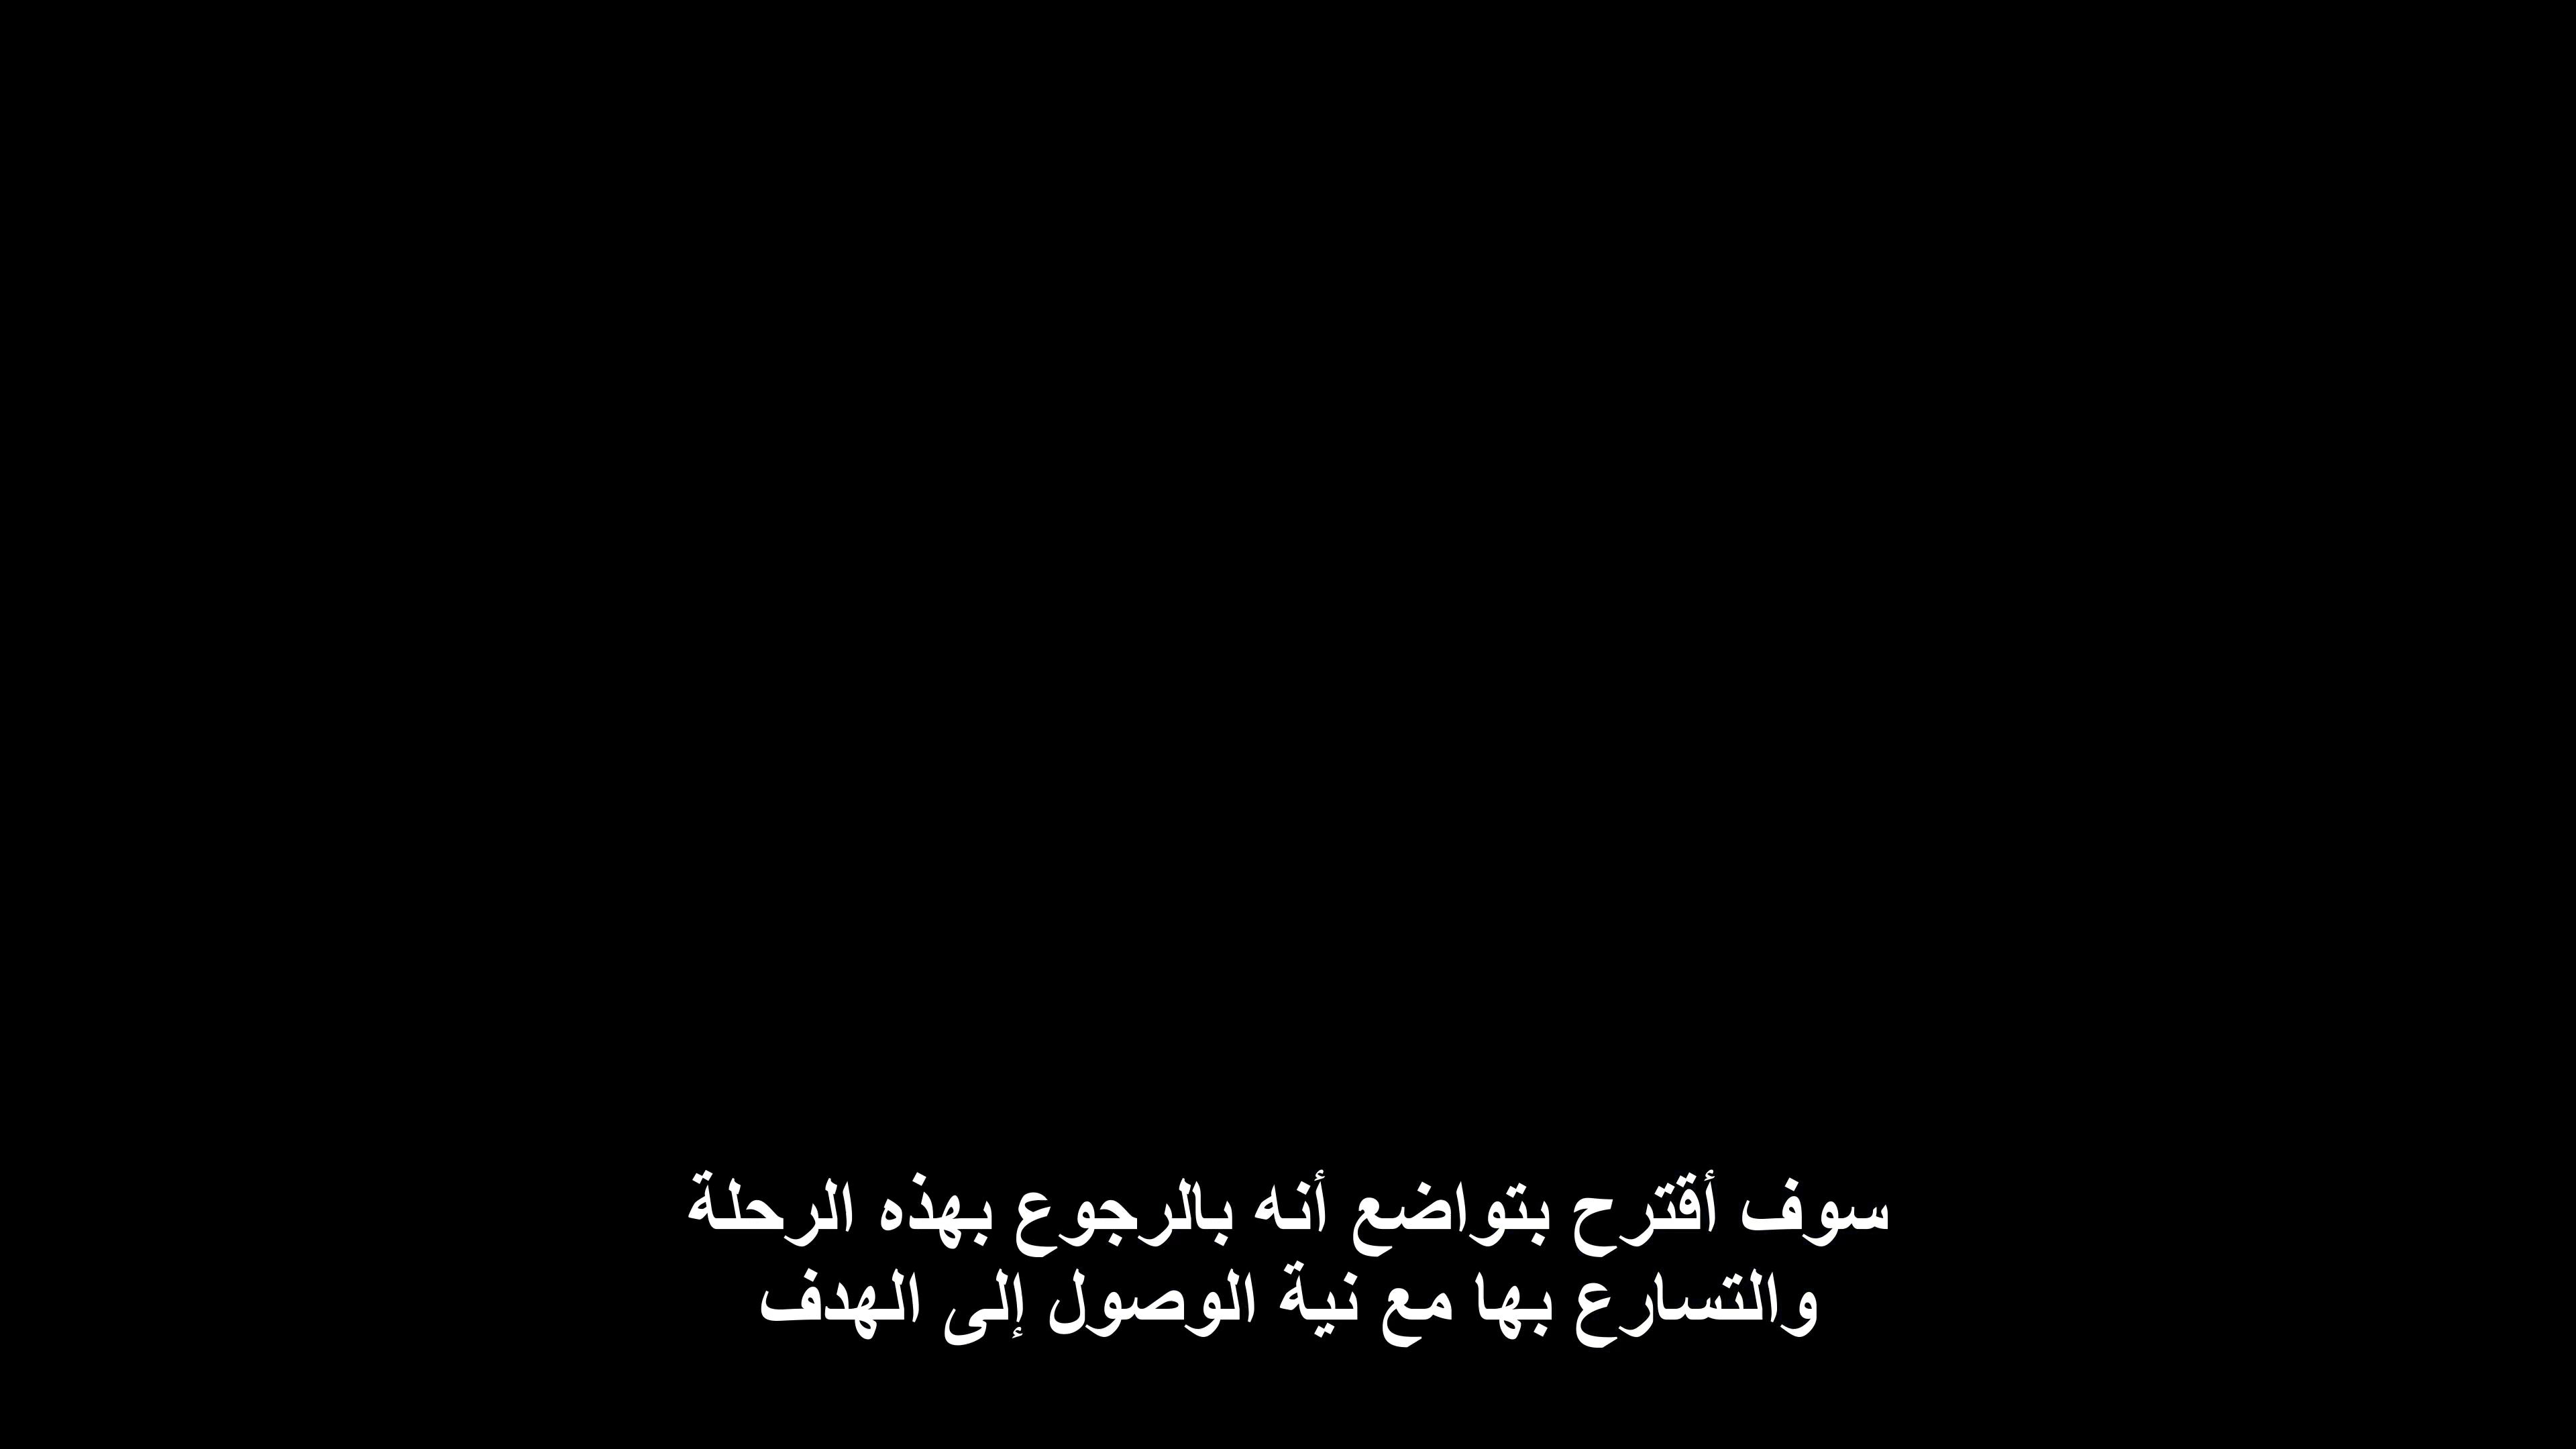 سوف أقترح بتواضع أنه بالرجوع بهذه الرحلة
والتسارع بها مع نية الوصول إلى الهدف